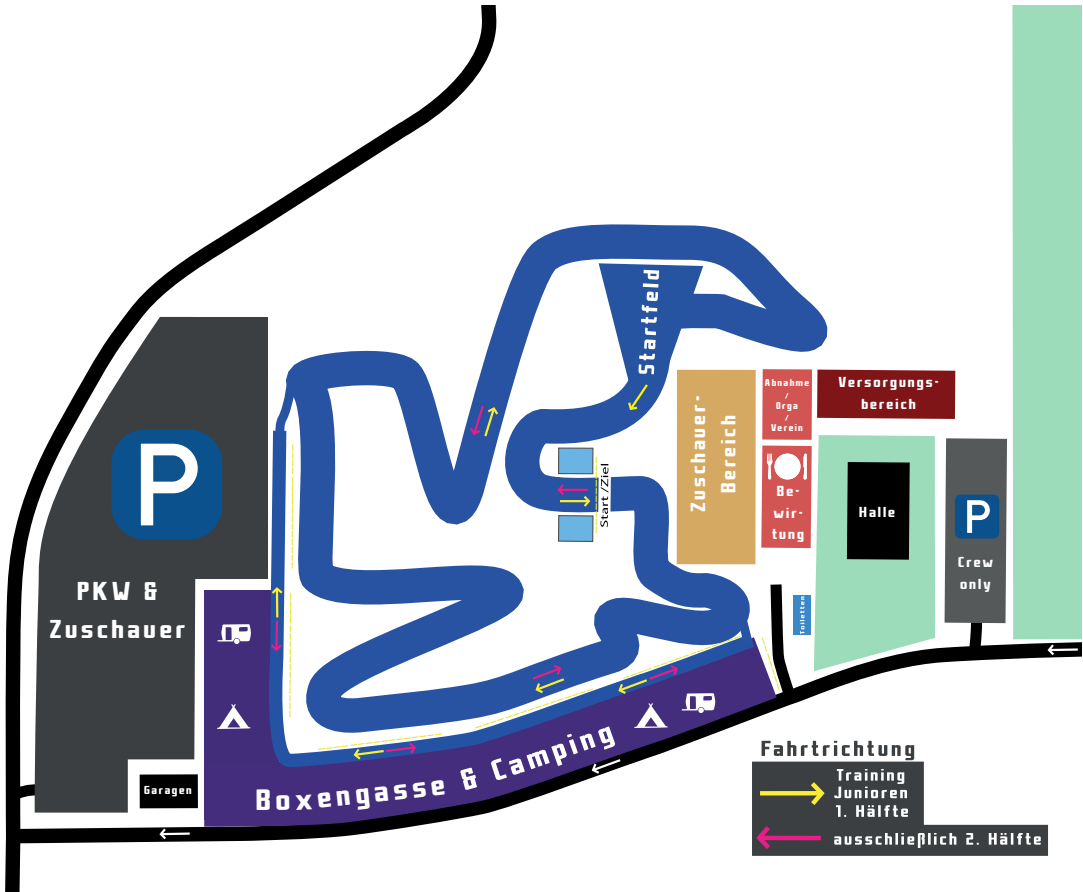 Startfeld
Start /Ziel
Zuschauer-
Bereich
Abnahme
/
Orga
/
Verein
Versorgungs-
bereich
Be-
wir-
tung
Halle
P
Crew
only
Toiletten
P
PKW &
Zuschauer
Garagen
Boxengasse & Camping
Fahrtrichtung
Training
Junioren
1. Hälfte
ausschließlich 2. Hälfte